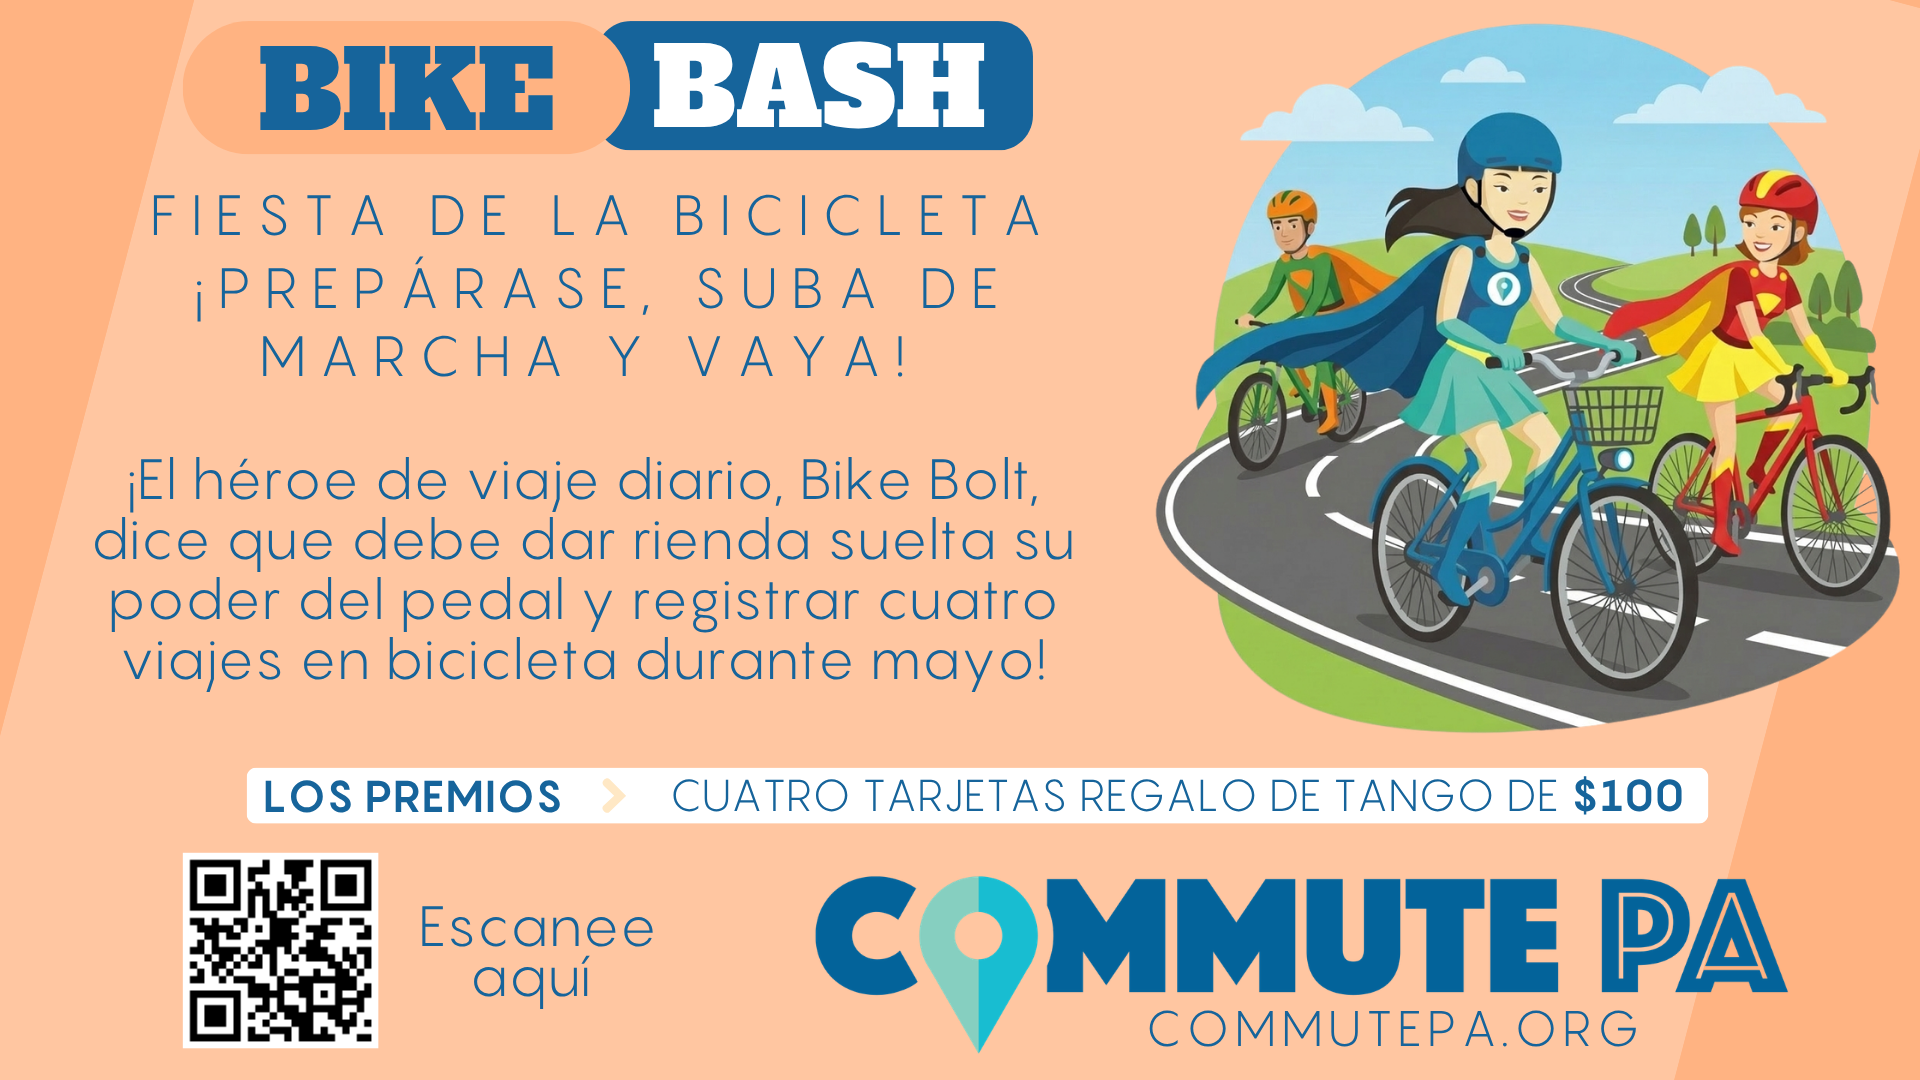 BIKE BASH
FIESTA DE LA BICICLETA
¡PREPÁRASE, SUBA DE
MARCHA Y VAYA!
¡El héroe de viaje diario, Bike Bolt,
dice que debe dar rienda suelta su
poder del pedal y registrar cuatro
viajes en bicicleta durante mayo!
LOS PREMIOS > CUATRO TARJETAS REGALO DE TANGO DE $100
Escanee
aquí
COMMUTE PA
COMMUTEPA.ORG